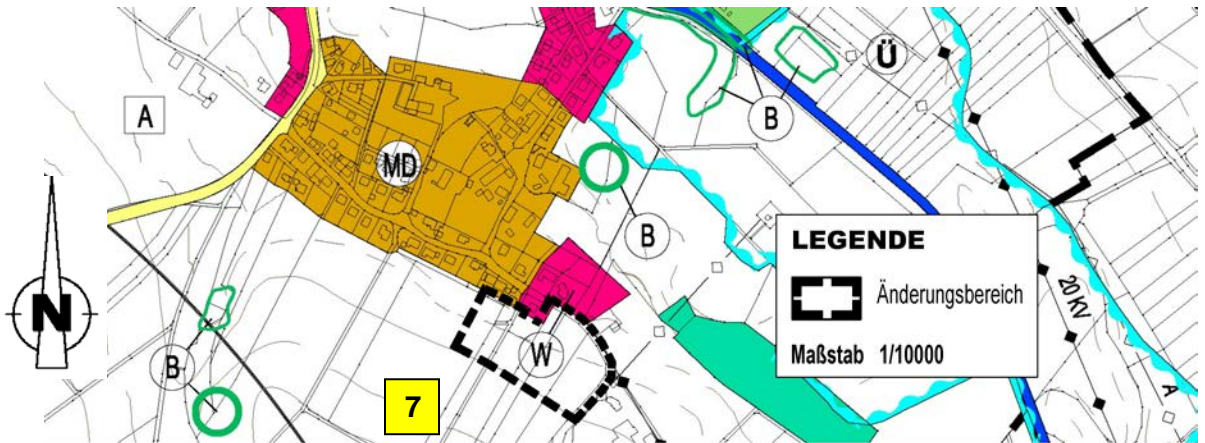 A
MD
B
Ü
B
LEGENDE
Änderungsbereich
Maßstab 1/10000
20 KV
A
N
B
W
7